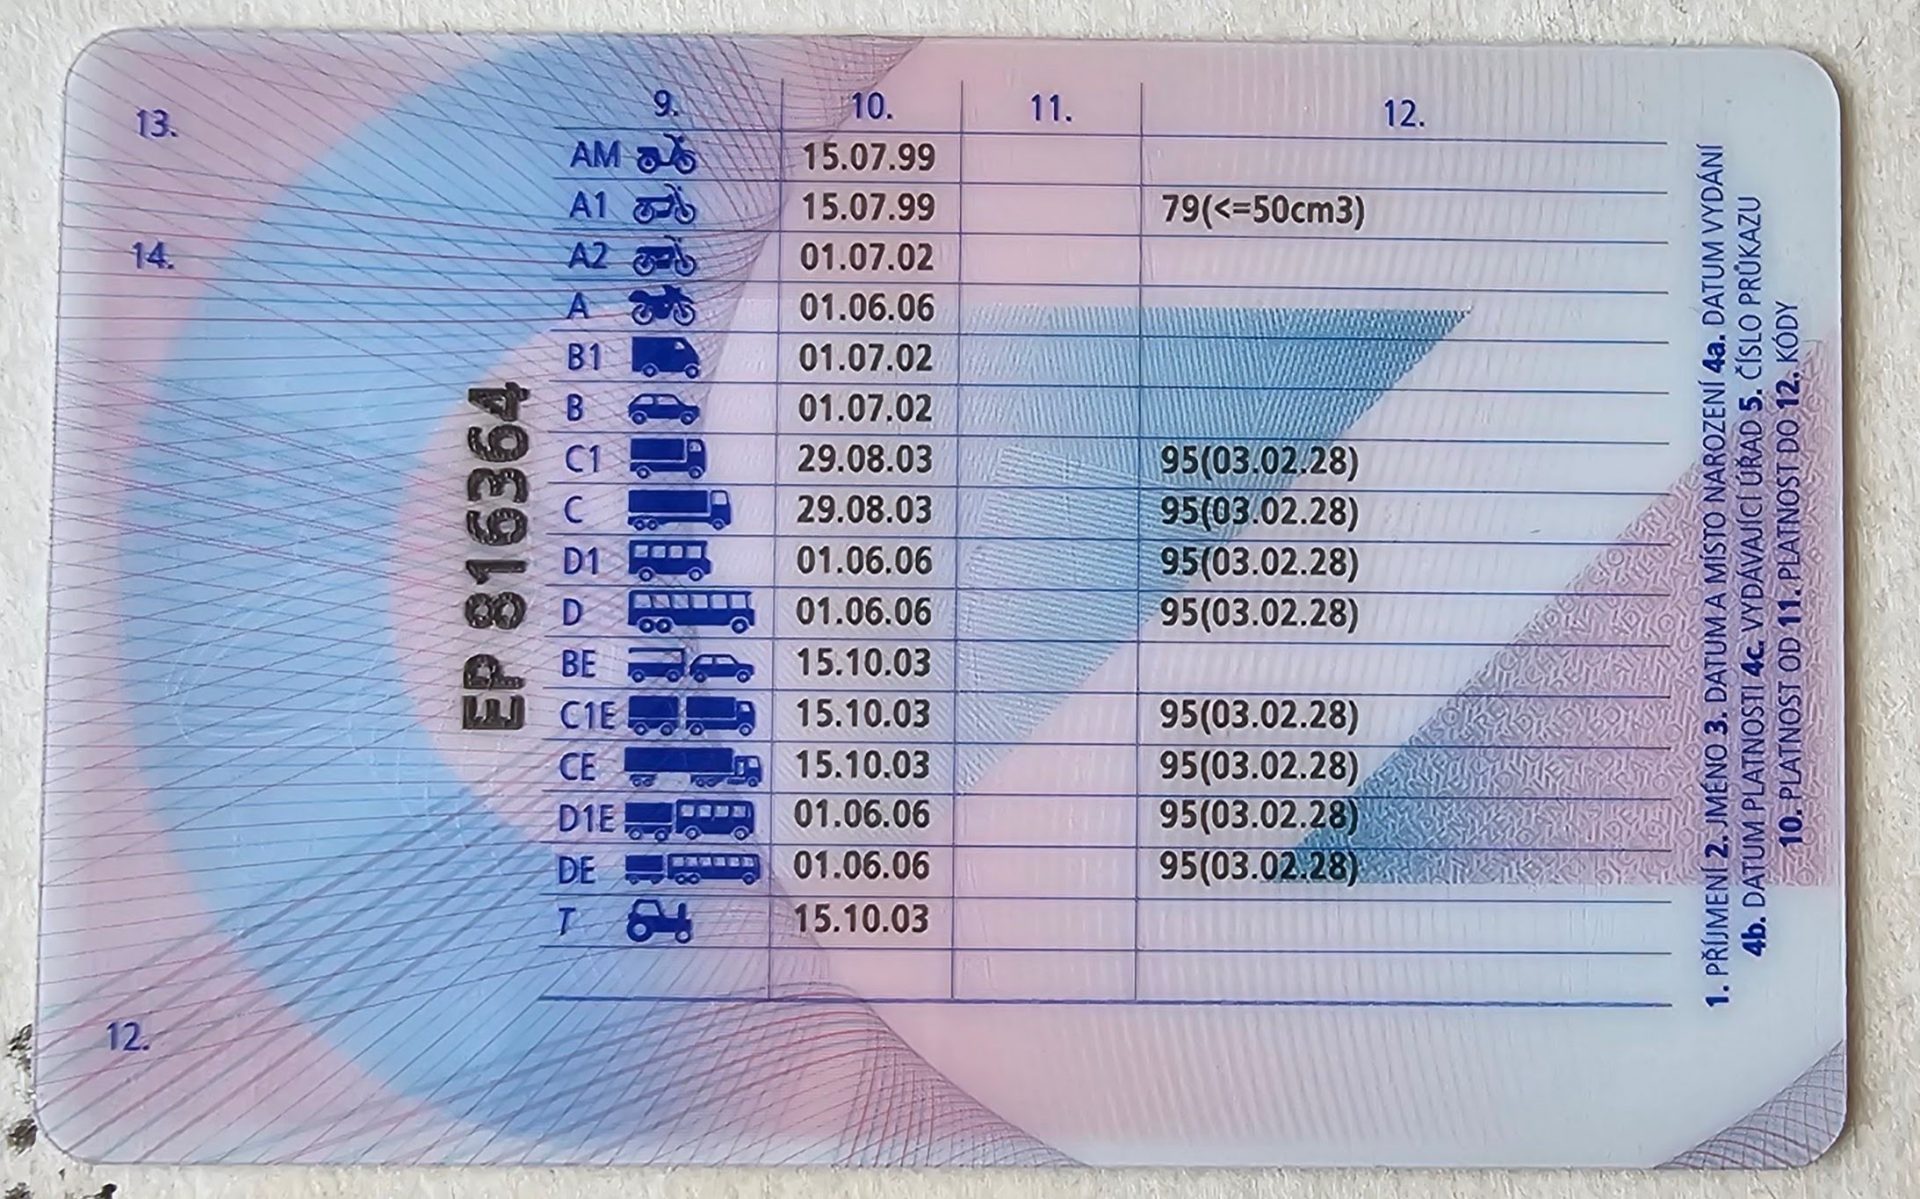 13.
14.
12.
EP 816364
9. 10. 11. 12.
AM 15.07.99
A1 15.07.99 79(<=50cm3)
A2 01.07.02
A 01.06.06
B1 01.07.02
B 01.07.02
C1 29.08.03 95(03.02.28)
C 29.08.03 95(03.02.28)
D1 01.06.06 95(03.02.28)
D 01.06.06 95(03.02.28)
BE 15.10.03
C1E 15.10.03 95(03.02.28)
CE 15.10.03 95(03.02.28)
D1E 01.06.06 95(03.02.28)
DE 01.06.06 95(03.02.28)
T 15.10.03
1. PŘÍJMENÍ 2. JMÉNO 3. DATUM A MÍSTO NAROZENÍ 4a. DATUM VYDÁNÍ
4b. DATUM PLATNOSTI 4c. VYDÁVAJÍCÍ ÚŘAD 5. ČÍSLO PRŮKAZU
10. PLATNOST OD 11. PLATNOST DO 12. KÓDY